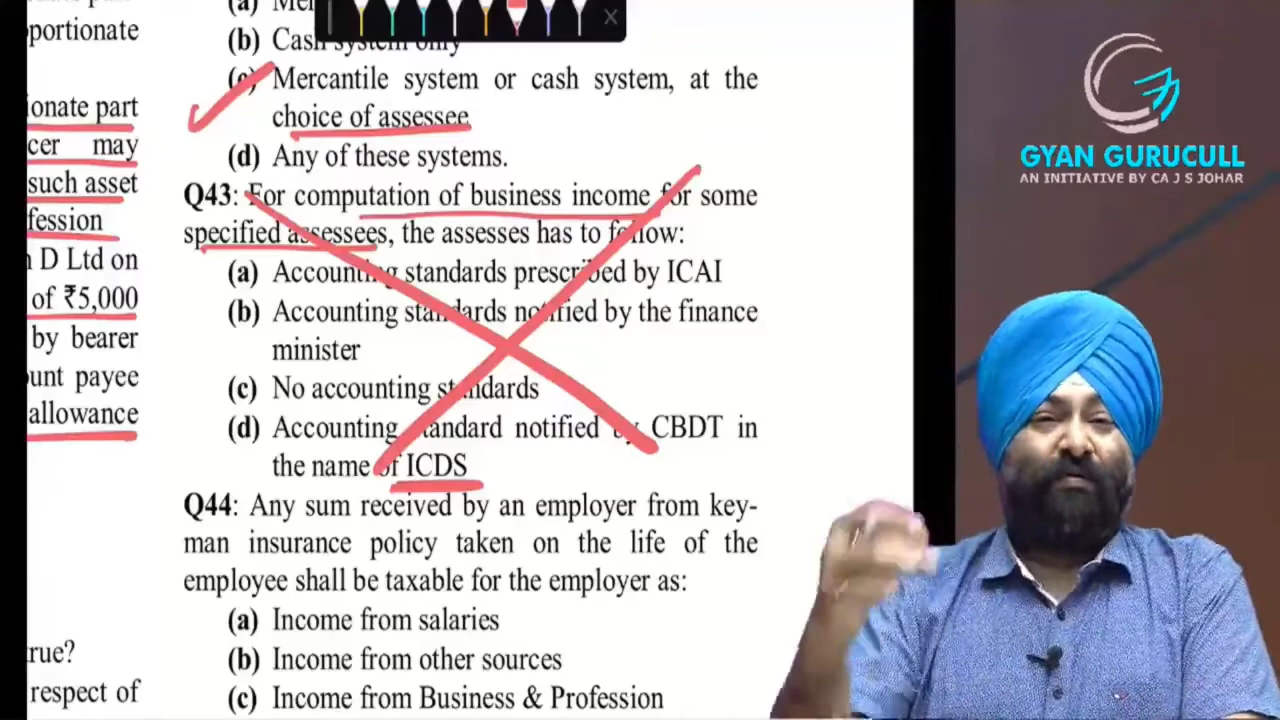 portionate
ionate part
cer may
such asset
fession
n D Ltd on
of ₹5,000
by bearer
unt payee
allowance
rue?
respect of
(b) Cash system only
(c) Mercantile system or cash system, at the
choice of assessee
(d) Any of these systems.
Q43: For computation of business income for some
specified assessees, the assesses has to follow:
(a) Accounting standards prescribed by ICAI
(b) Accounting standards notified by the finance
minister
(c) No accounting standards
(d) Accounting standard notified by CBDT in
the name of ICDS
Q44: Any sum received by an employer from key-
man insurance policy taken on the life of the
employee shall be taxable for the employer as:
(a) Income from salaries
(b) Income from other sources
(c) Income from Business & Profession
GYAN GURUCULL
AN INITIATIVE BY CA J S JOHAR